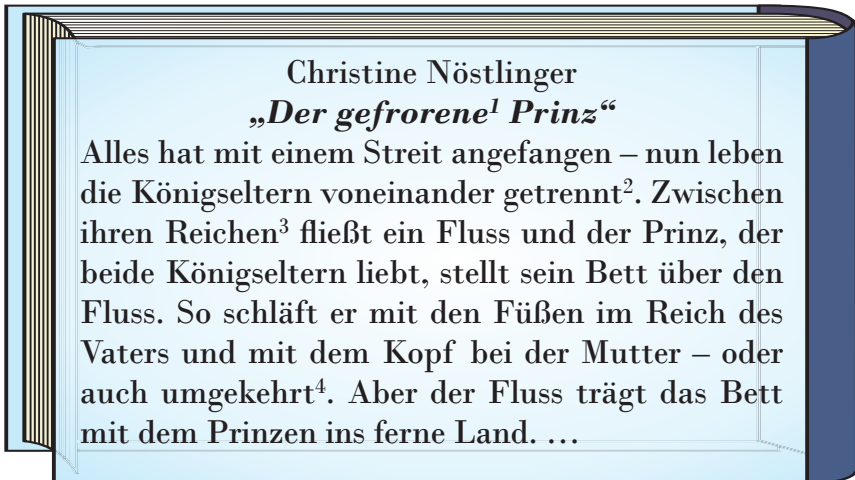 Christine Nöstlinger
„Der gefrorene¹ Prinz“
Alles hat mit einem Streit angefangen – nun leben
die Königseltern voneinander getrennt². Zwischen
ihren Reichen³ fließt ein Fluss und der Prinz, der
beide Königseltern liebt, stellt sein Bett über den
Fluss. So schläft er mit den Füßen im Reich des
Vaters und mit dem Kopf bei der Mutter – oder
auch umgekehrt⁴. Aber der Fluss trägt das Bett
mit dem Prinzen ins ferne Land. …